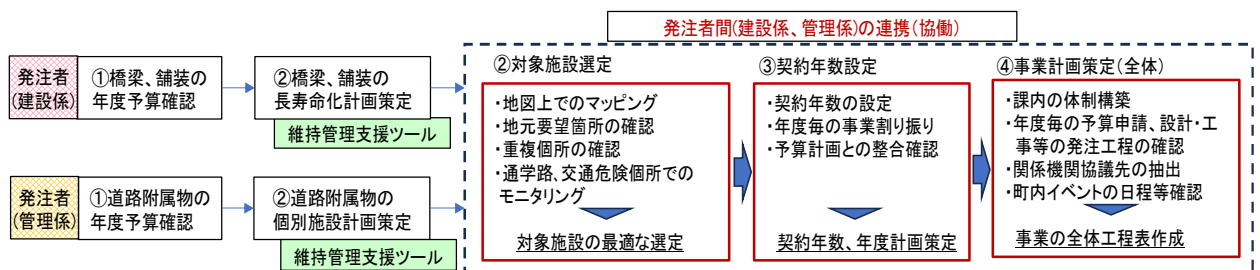 発注者間(建設係、管理係)の連携(協働)
発注者
(建設係)
①橋梁、舗装の
年度予算確認
②橋梁、舗装の
長寿命化計画策定
維持管理支援ツール
発注者
(管理係)
①道路附属物の
年度予算確認
②道路附属物の
個別施設計画策定
維持管理支援ツール
②対象施設選定
・地図上でのマッピング
・地元要望箇所の確認
・重複個所の確認
・通学路、交通危険個所での
モニタリング
対象施設の最適な選定
③契約年数設定
・契約年数の設定
・年度毎の事業割り振り
・予算計画との整合確認
契約年数、年度計画策定
④事業計画策定(全体)
・課内の体制構築
・年度毎の予算申請、設計・工
事等の発注工程の確認
・関係機関協議先の抽出
・町内イベントの日程等確認
事業の全体工程表作成